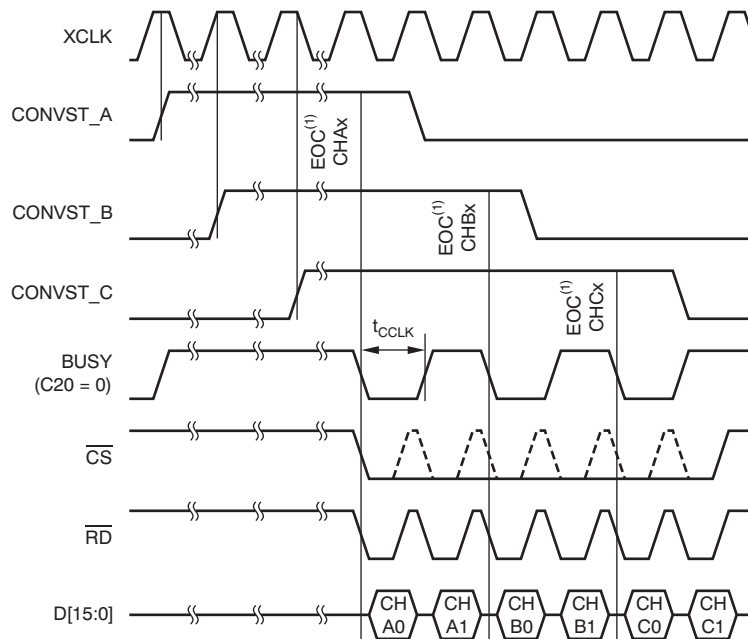 XCLK
CONVST_A
EOC(1)
CHAx
CONVST_B
EOC(1)
CHBx
CONVST_C
EOC(1)
CHCx
tCCLK
BUSY
(C20 = 0)
CS
RD
D[15:0]
CH A0
CH A1
CH B0
CH B1
CH C0
CH C1